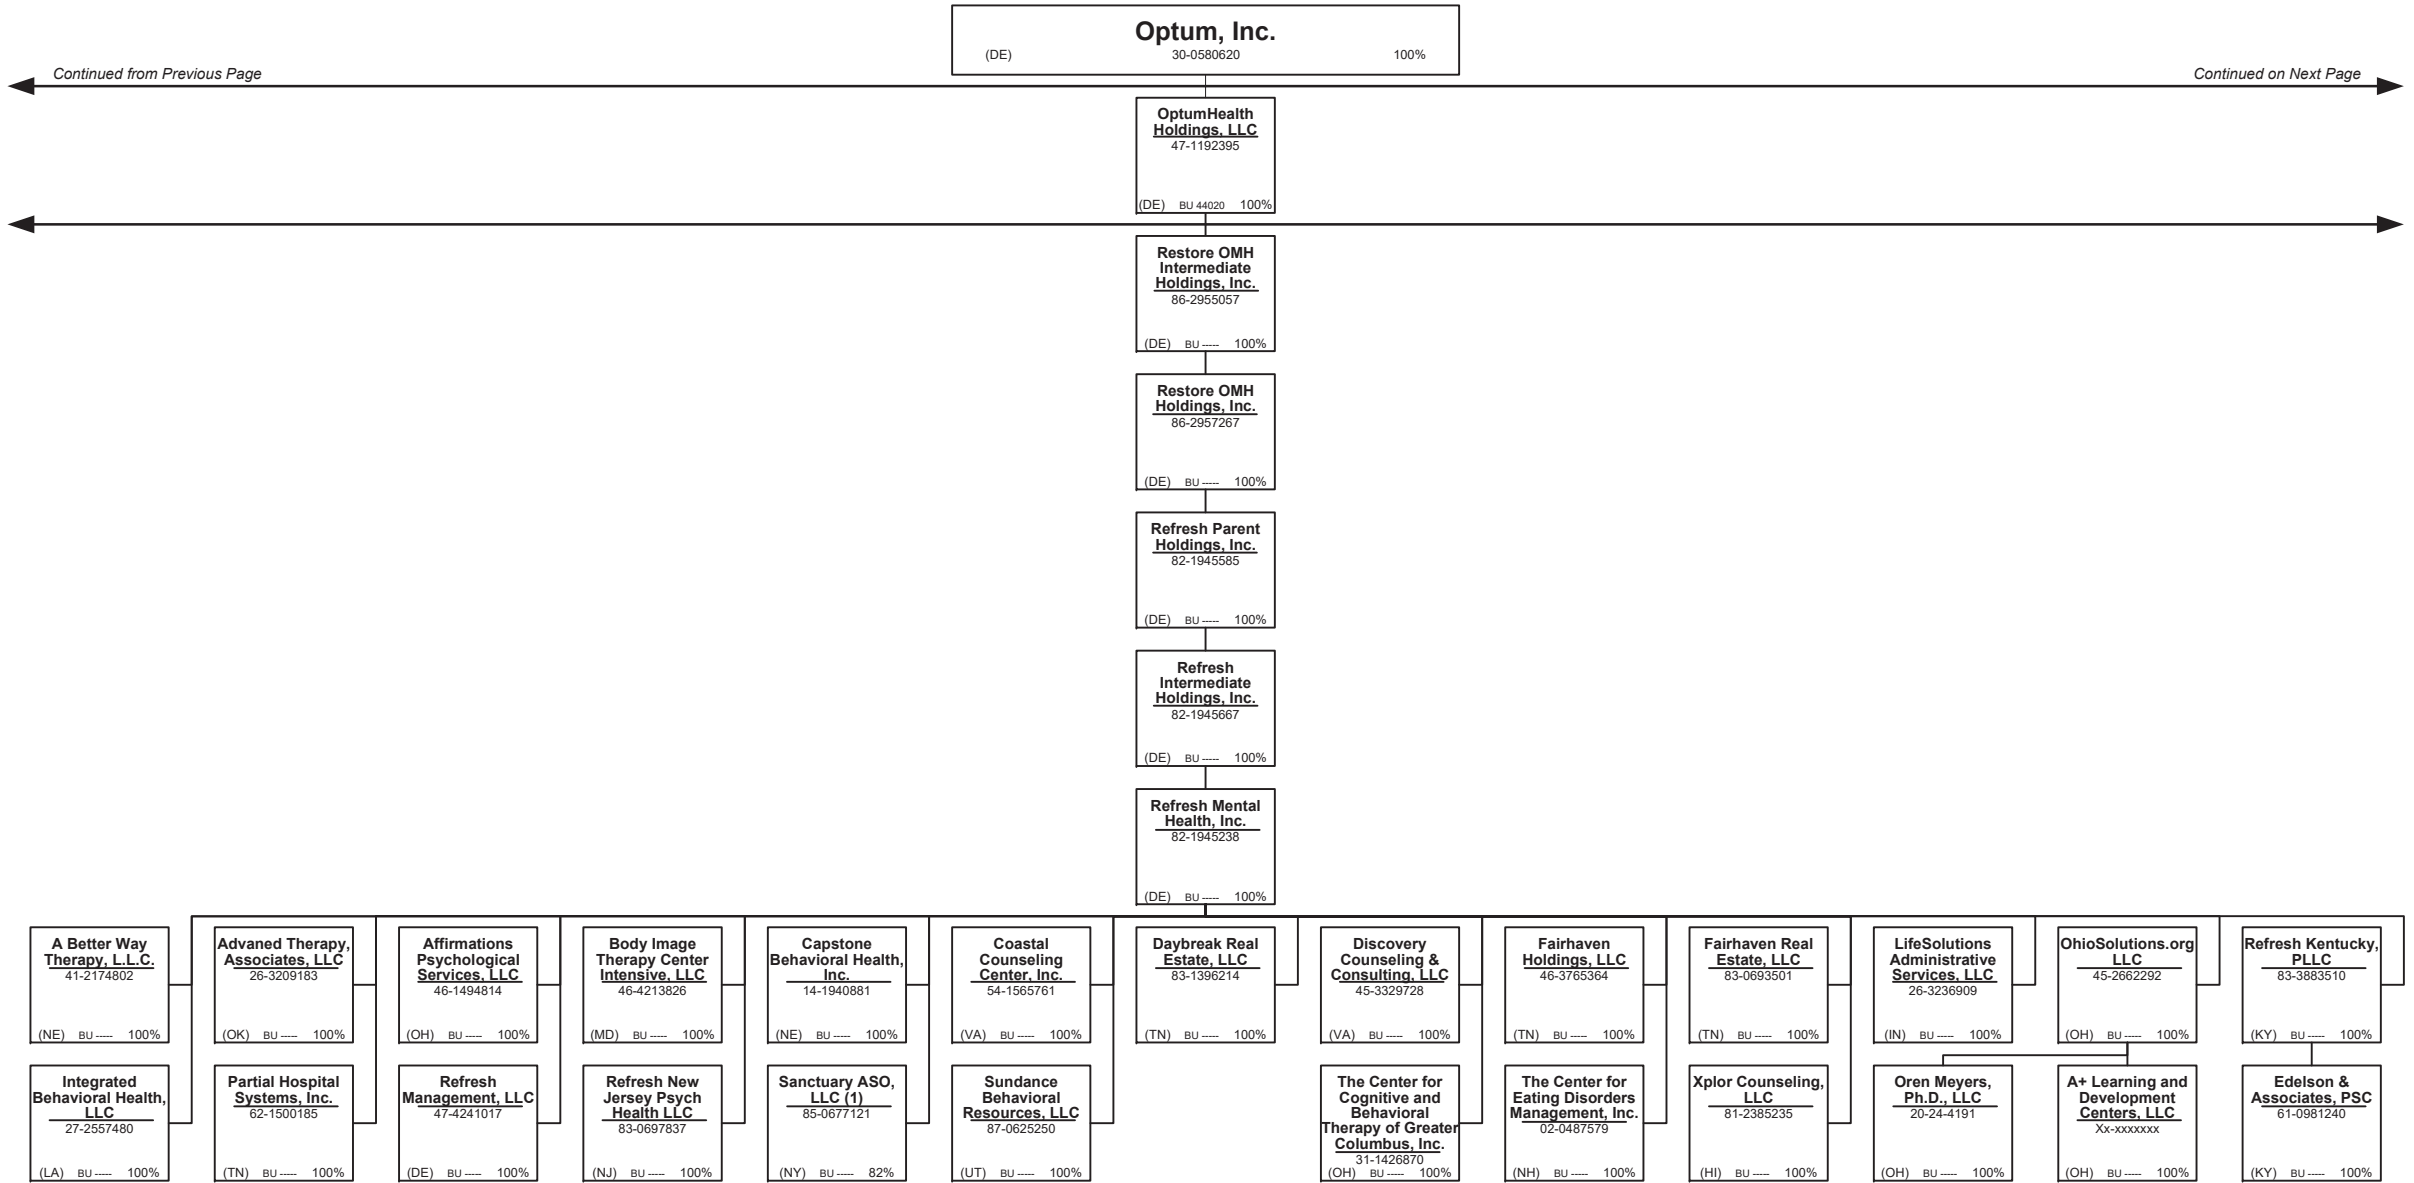 Optum, Inc.
(DE) 30-0580620 100%
Continued from Previous Page
Continued on Next Page
OptumHealth
Holdings, LLC
47-1192395
(DE) BU 44020 100%
Restore OMH
Intermediate
Holdings, Inc.
86-2955057
(DE) BU ----- 100%
Restore OMH
Holdings, Inc.
86-2957267
(DE) BU ----- 100%
Refresh Parent
Holdings, Inc.
82-1945585
(DE) BU ----- 100%
Refresh
Intermediate
Holdings, Inc.
82-1945667
(DE) BU ----- 100%
Refresh Mental
Health, Inc.
82-1945238
(DE) BU ----- 100%
A Better Way
Therapy, L.L.C.
41-2174802
(NE) BU ----- 100%
Advaned Therapy,
Associates, LLC
26-3209183
(OK) BU ----- 100%
Affirmations
Psychological
Services, LLC
46-1494814
(OH) BU ----- 100%
Body Image
Therapy Center
Intensive, LLC
46-4213826
(MD) BU ----- 100%
Capstone
Behavioral Health,
Inc.
14-1940881
(NE) BU ----- 100%
Coastal
Counseling
Center, Inc.
54-1565761
(VA) BU ----- 100%
Daybreak Real
Estate, LLC
83-1396214
(TN) BU ----- 100%
Discovery
Counseling &
Consulting, LLC
45-3329728
(VA) BU ----- 100%
Fairhaven
Holdings, LLC
46-3765364
(TN) BU ----- 100%
Fairhaven Real
Estate, LLC
83-0693501
(TN) BU ----- 100%
LifeSolutions
Administrative
Services, LLC
26-3236909
(IN) BU ----- 100%
OhioSolutions.org
LLC
45-2662292
(OH) BU ----- 100%
Refresh Kentucky,
PLLC
83-3883510
(KY) BU ----- 100%
Integrated
Behavioral Health,
LLC
27-2557480
(LA) BU ----- 100%
Partial Hospital
Systems, Inc.
62-1500185
(TN) BU ----- 100%
Refresh
Management, LLC
47-4241017
(DE) BU ----- 100%
Refresh New
Jersey Psych
Health LLC
83-0697837
(NJ) BU ----- 100%
Sanctuary ASO,
LLC (1)
85-0677121
(NY) BU ----- 82%
Sundance
Behavioral
Resources, LLC
87-0625250
(UT) BU ----- 100%
The Center for
Cognitive and
Behavioral
Therapy of Greater
Columbus, Inc.
31-1426870
(OH) BU ----- 100%
The Center for
Eating Disorders
Management, Inc.
02-0487579
(NH) BU ----- 100%
Xplor Counseling,
LLC
81-2385235
(HI) BU ----- 100%
Oren Meyers,
Ph.D., LLC
20-24-4191
(OH) BU ----- 100%
A+ Learning and
Development
Centers, LLC
Xx-xxxxxxx
(OH) BU ----- 100%
Edelson &
Associates, PSC
61-0981240
(KY) BU ----- 100%